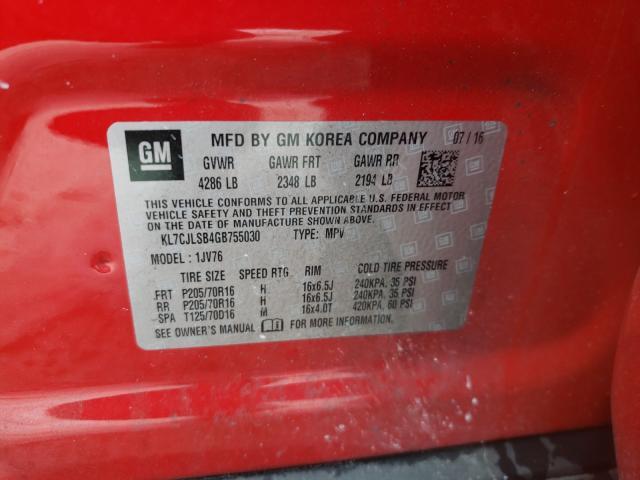 GM MFD BY GM KOREA COMPANY 07/16
GVWR GAWR FRT GAWR RR
4286 LB 2348 LB 2194 LB
THIS VEHICLE CONFORMS TO ALL APPLICABLE U.S. FEDERAL MOTOR
VEHICLE SAFETY AND THEFT PREVENTION STANDARDS IN EFFECT
ON THE DATE OF MANUFACTURE SHOWN ABOVE.
KL7CJLSB4GB755030 TYPE: MPV
MODEL: 1JV76
TIRE SIZE SPEED RTG RIM COLD TIRE PRESSURE
FRT P205/70R16 H 16x6.5J 240KPA, 35 PSI
RR P205/70R16 H 16x6.5J 240KPA, 35 PSI
SPA T125/70D16 M 16x4.0T 420KPA, 60 PSI
SEE OWNER'S MANUAL FOR MORE INFORMATION.